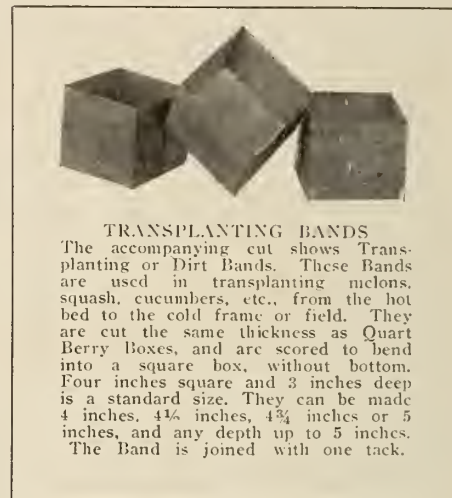 TRANSPLANTING BANDS
The accompanying cut shows Trans-
planting or Dirt Bands. These Bands
are used in transplanting melons,
squash, cucumbers, etc., from the hot
bed to the cold frame or field. They
are cut the same thickness as Quart
Berry Boxes, and are scored to bend
into a square box, without bottom.
Four inches square and 3 inches deep
is a standard size. They can be made
4 inches, 4¼ inches, 4¾ inches or 5
inches, and any depth up to 5 inches.
The Band is joined with one tack.